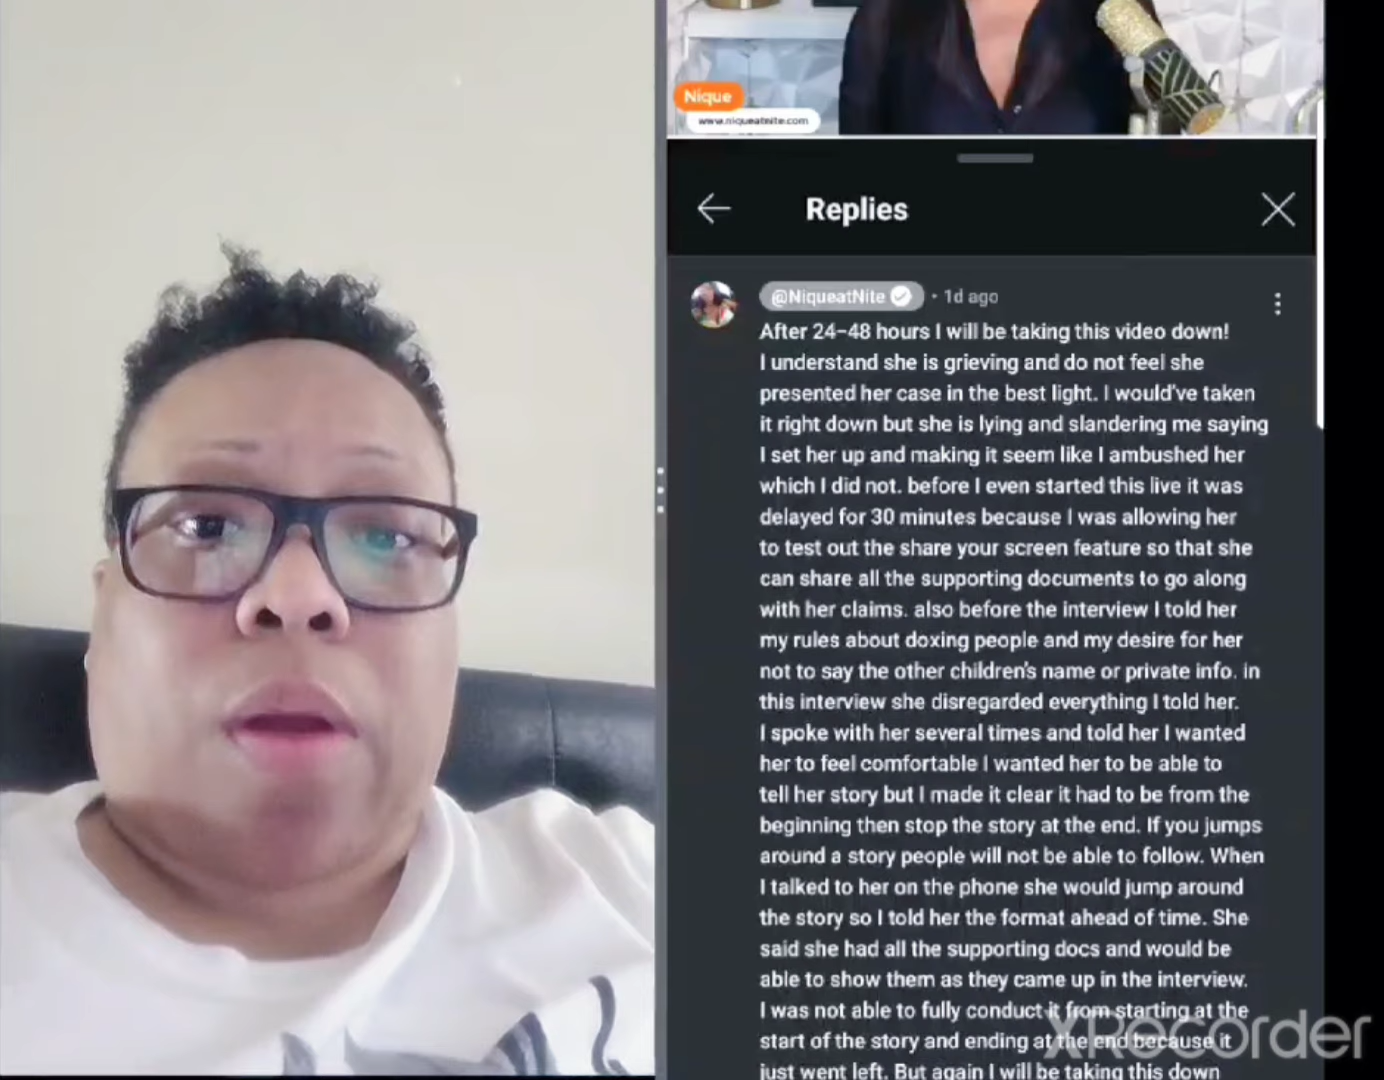 Nique
www.niqueatnite.com
Replies
@NiqueatNite • 1d ago
After 24-48 hours I will be taking this video down!
I understand she is grieving and do not feel she
presented her case in the best light. I would've taken
it right down but she is lying and slandering me saying
I set her up and making it seem like I ambushed her
which I did not. before I even started this live it was
delayed for 30 minutes because I was allowing her
to test out the share your screen feature so that she
can share all the supporting documents to go along
with her claims. also before the interview I told her
my rules about doxing people and my desire for her
not to say the other children's name or private info. in
this interview she disregarded everything I told her.
I spoke with her several times and told her I wanted
her to feel comfortable I wanted her to be able to
tell her story but I made it clear it had to be from the
beginning then stop the story at the end. If you jumps
around a story people will not be able to follow. When
I talked to her on the phone she would jump around
the story so I told her the format ahead of time. She
said she had all the supporting docs and would be
able to show them as they came up in the interview.
I was not able to fully conduct it from starting at the
start of the story and ending at the end because it
just went left. But again I will be taking this down
XRecorder